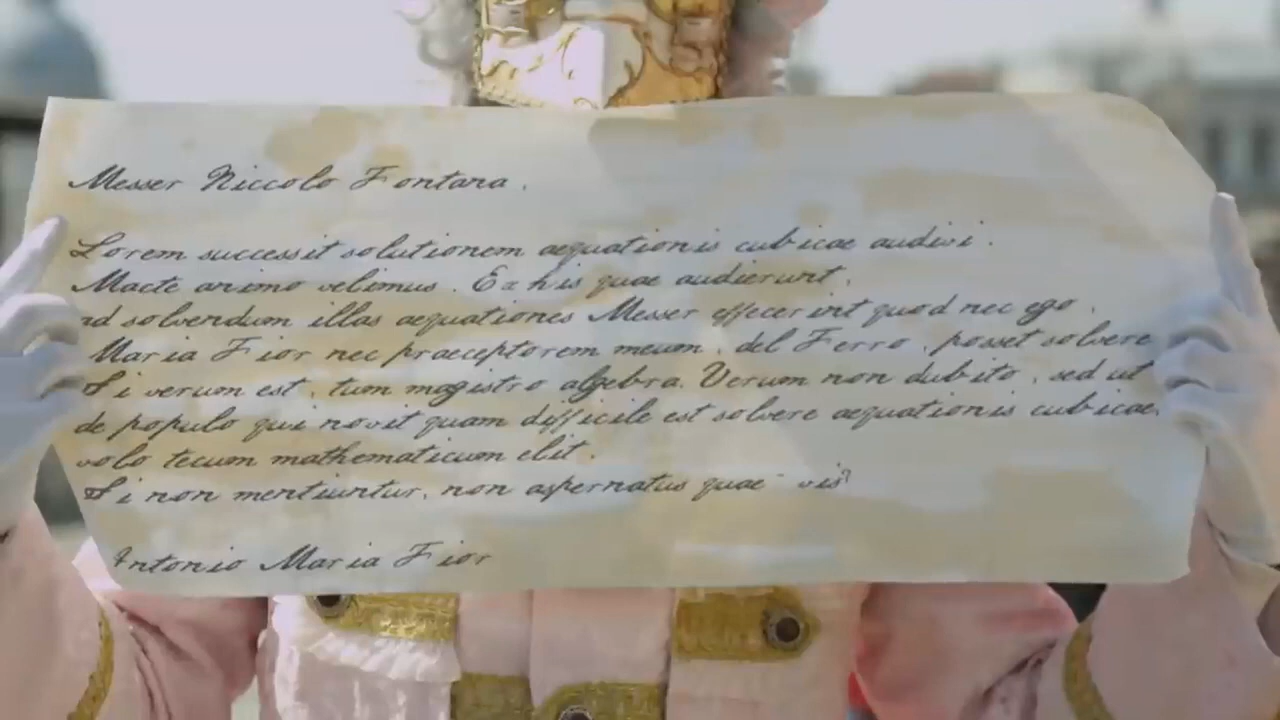 Messer Niccolo Fontana,
Lorem successit solutionem aequationis cubicae audivi.
Macte animo velimus. Ex his quae audierunt,
ad solvendum illas aequationes Messer effecerint quod nec ego,
Maria Fior nec praeceptorem meum, del Ferro, posset solvere
Si verum est, tum magistro algebra. Verum non dubito, sed ut
de populo qui novit quam difficile est solvere aequationis cubicae,
volo tecum mathematicum elit.
Si non mentiuntur, non aspernatus quae vis?
Antonio Maria Fior